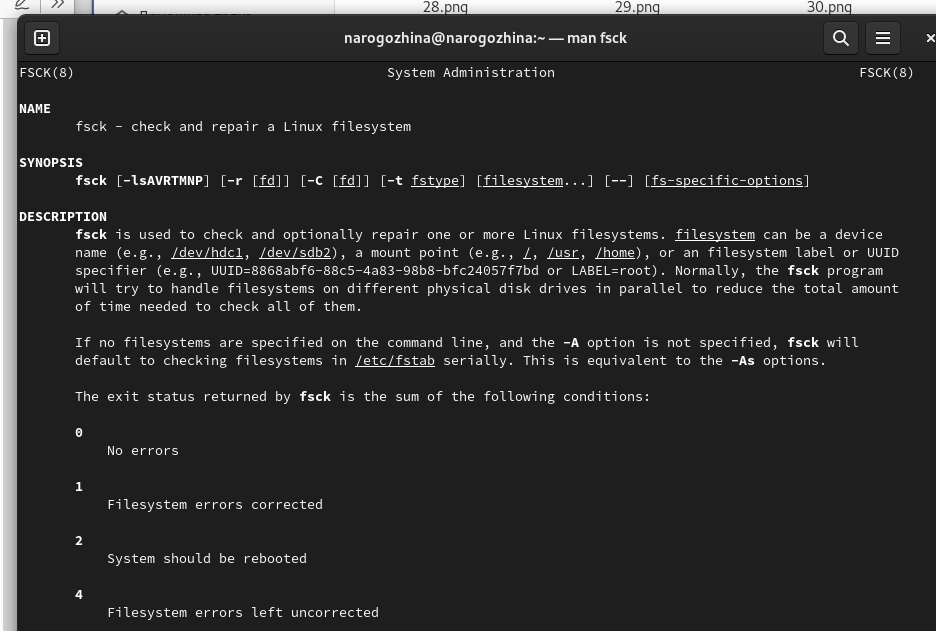 28.png 29.png 30.png
narogozhina@narogozhina:~ — man fsck
FSCK(8) System Administration FSCK(8)
NAME
fsck - check and repair a Linux filesystem
SYNOPSIS
fsck [-lsAVRTMNP] [-r [fd]] [-C [fd]] [-t fstype] [filesystem...] [--] [fs-specific-options]
DESCRIPTION
fsck is used to check and optionally repair one or more Linux filesystems. filesystem can be a device
name (e.g., /dev/hdc1, /dev/sdb2), a mount point (e.g., /, /usr, /home), or an filesystem label or UUID
specifier (e.g., UUID=8868abf6-88c5-4a83-98b8-bfc24057f7bd or LABEL=root). Normally, the fsck program
will try to handle filesystems on different physical disk drives in parallel to reduce the total amount
of time needed to check all of them.
If no filesystems are specified on the command line, and the -A option is not specified, fsck will
default to checking filesystems in /etc/fstab serially. This is equivalent to the -As options.
The exit status returned by fsck is the sum of the following conditions:
0
No errors
1
Filesystem errors corrected
2
System should be rebooted
4
Filesystem errors left uncorrected